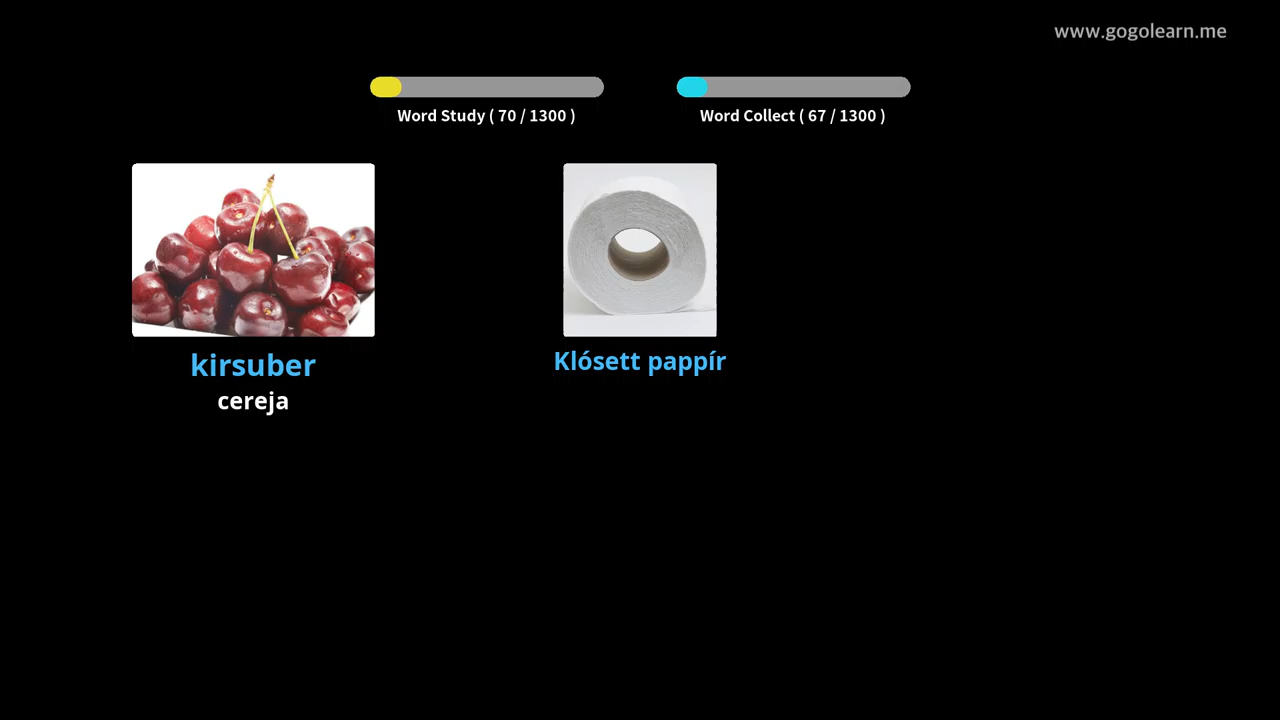 www.gogolearn.me
Word Study ( 70 / 1300 )
Word Collect ( 67 / 1300 )
kirsuber
cereja
Klósett pappír